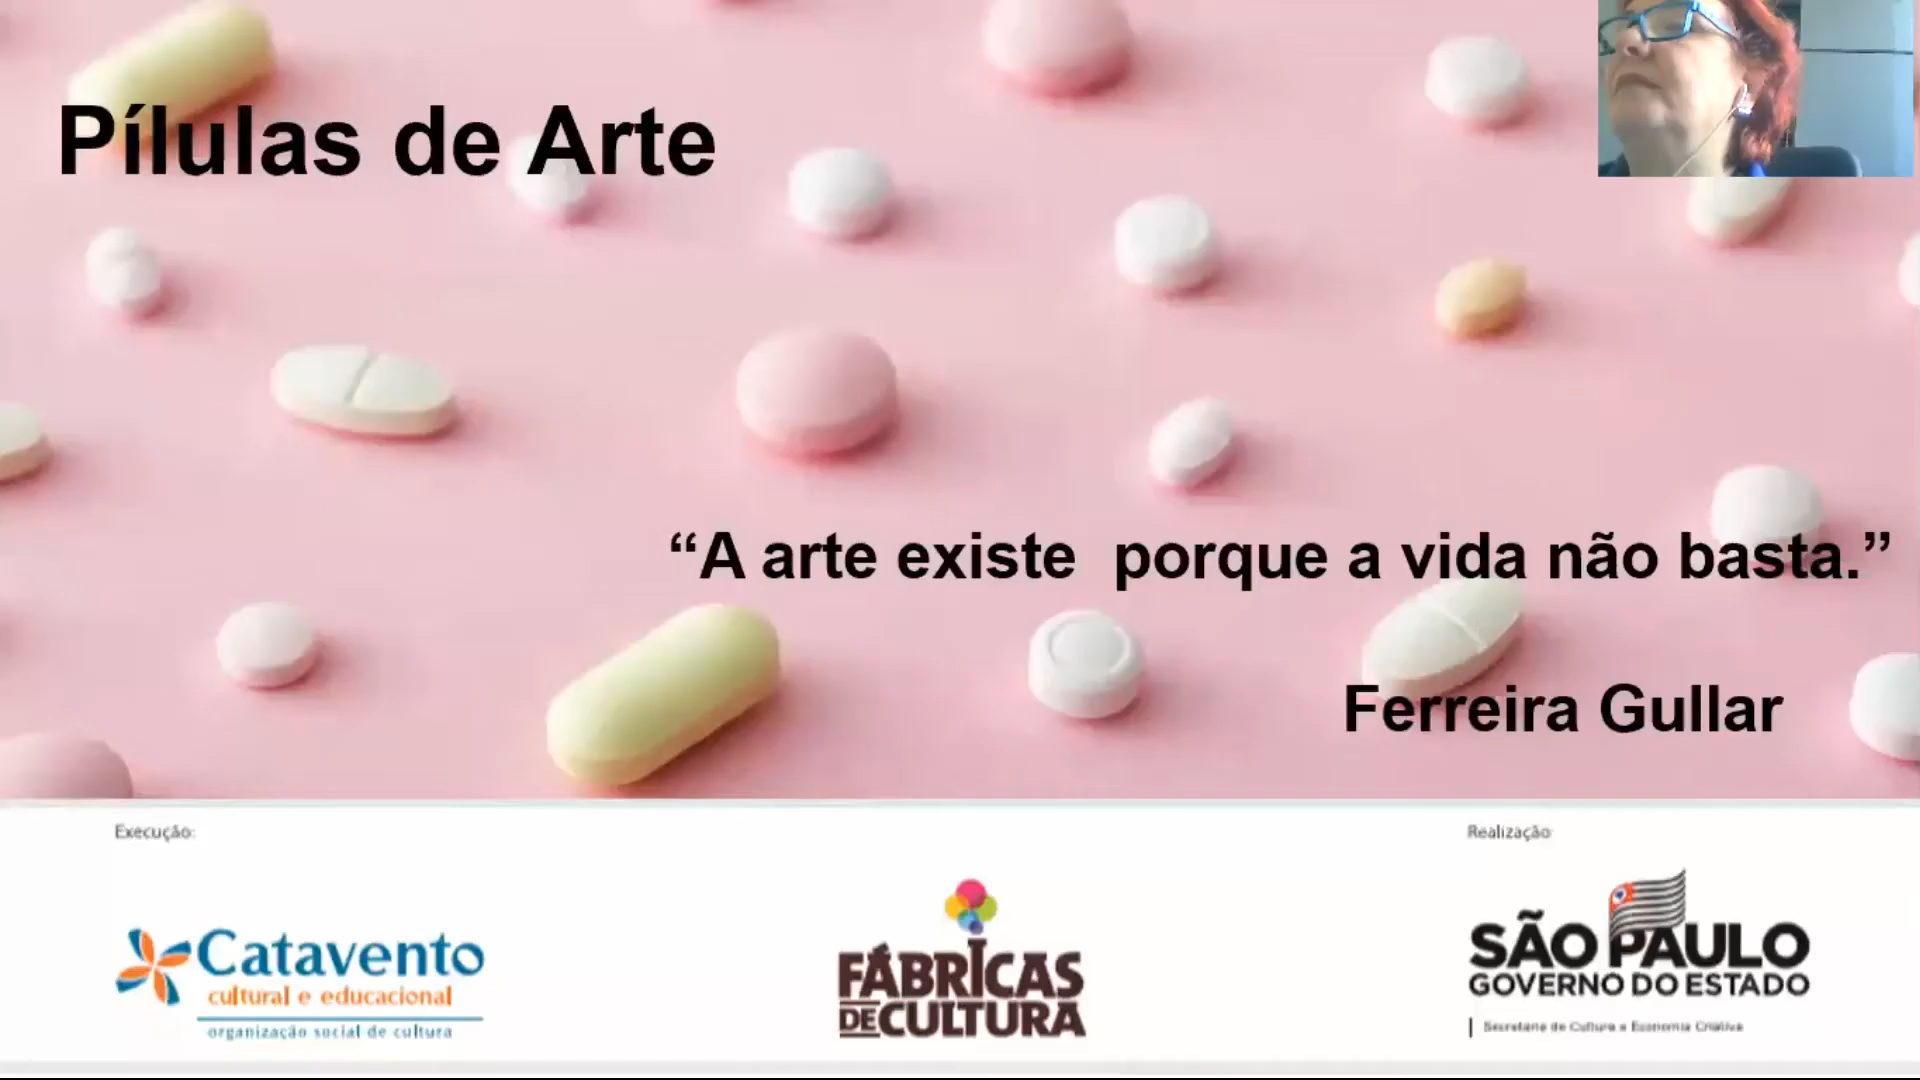 Pílulas de Arte
“A arte existe  porque a vida não basta.”
Ferreira Gullar
Execução:
Realização
Catavento
cultural e educacional
organização social de cultura
FÁBRICAS
DE CULTURA
SÃO PAULO
GOVERNO DO ESTADO
Secretaria de Cultura e Economia Criativa